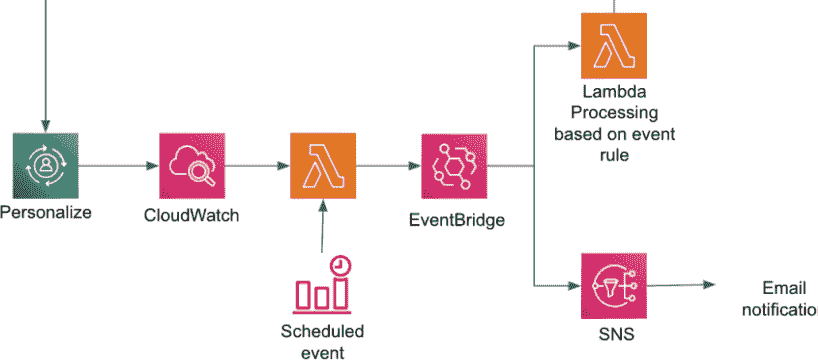 Lambda
Processing
based on event
rule
Personalize
CloudWatch
EventBridge
Scheduled
event
SNS
Email
notificatio